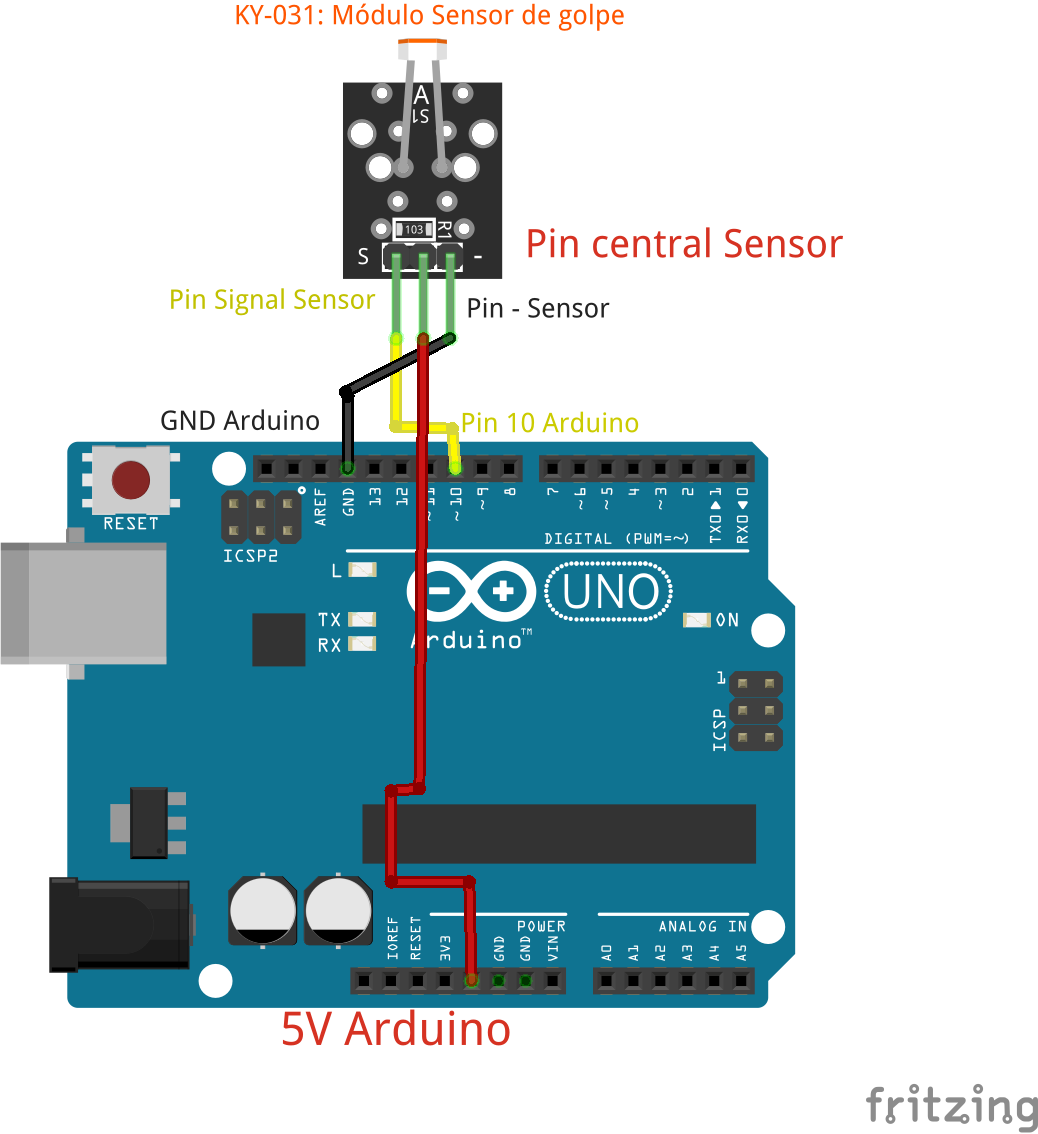 KY-031: Módulo Sensor de golpe
A
S1
103
R1
S
-
Pin central Sensor
Pin Signal Sensor
Pin - Sensor
GND Arduino
Pin 10 Arduino
RESET
ICSP2
AREF
GND
13
12
~11
~10
~9
8
7
~6
~5
4
~3
2
TX0▶1
RX0◀0
DIGITAL (PWM=~)
L
TX
RX
UNO
Arduino™
ON
1
ICSP
IOREF
RESET
3V3
GND
GND
VIN
POWER
ANALOG IN
A0
A1
A2
A3
A4
A5
5V Arduino
fritzing